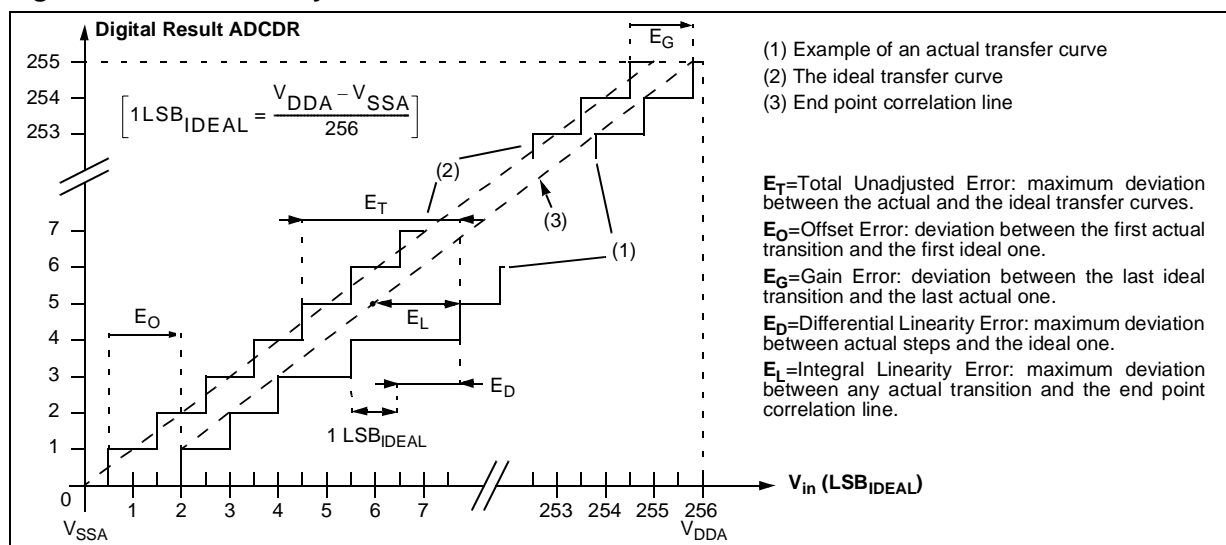 Digital Result ADCDR
255
254
253
7
6
5
4
3
2
1
0
[1LSB_IDEAL = (V_DDA – V_SSA) / 256]
E_G
(2)
E_T
(3)
(1)
E_O
E_L
E_D
1 LSB_IDEAL
1 2 3 4 5 6 7 253 254 255 256
V_in (LSB_IDEAL)
V_SSA
V_DDA
(1) Example of an actual transfer curve
(2) The ideal transfer curve
(3) End point correlation line
E_T=Total Unadjusted Error: maximum deviation
between the actual and the ideal transfer curves.
E_O=Offset Error: deviation between the first actual
transition and the first ideal one.
E_G=Gain Error: deviation between the last ideal
transition and the last actual one.
E_D=Differential Linearity Error: maximum deviation
between actual steps and the ideal one.
E_L=Integral Linearity Error: maximum deviation
between any actual transition and the end point
correlation line.